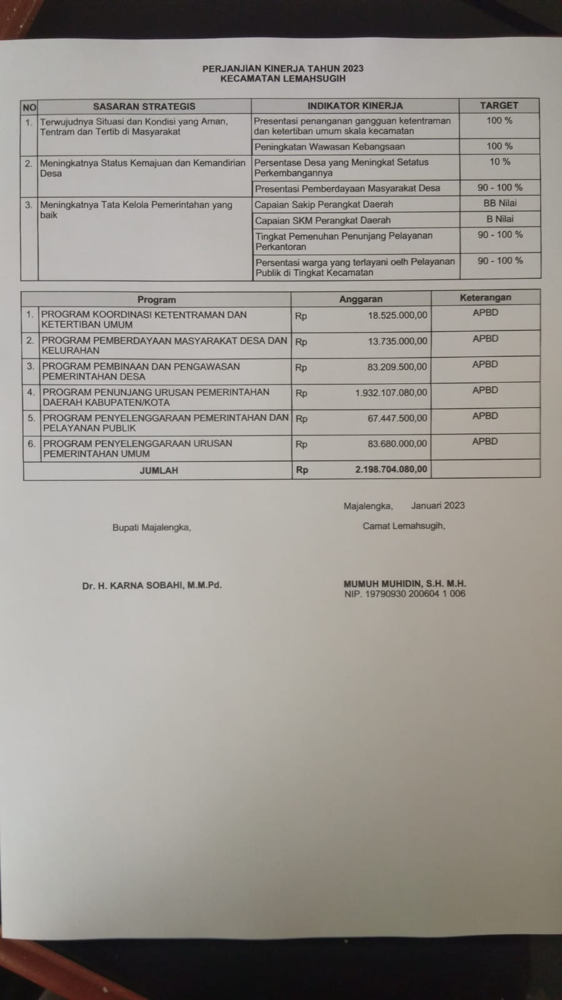 PERJANJIAN KINERJA TAHUN 2023
KECAMATAN LEMAHSUGIH
NO SASARAN STRATEGIS INDIKATOR KINERJA TARGET
1. Terwujudnya Situasi dan Kondisi yang Aman, Presentasi penanganan gangguan ketentraman 100 %
Tentram dan Tertib di Masyarakat dan ketertiban umum skala kecamatan
Peningkatan Wawasan Kebangsaan 100 %
2. Meningkatnya Status Kemajuan dan Kemandirian Persentase Desa yang Meningkat Setatus 10 %
Desa Perkembangannya
Presentasi Pemberdayaan Masyarakat Desa 90 - 100 %
3. Meningkatnya Tata Kelola Pemerintahan yang Capaian Sakip Perangkat Daerah BB Nilai
baik
Capaian SKM Perangkat Daerah B Nilai
Tingkat Pemenuhan Penunjang Pelayanan 90 - 100 %
Perkantoran
Persentasi warga yang terlayani oelh Pelayanan 90 - 100 %
Publik di Tingkat Kecamatan
Program Anggaran Keterangan
1. PROGRAM KOORDINASI KETENTRAMAN DAN Rp 18.525.000,00 APBD
KETERTIBAN UMUM
2. PROGRAM PEMBERDAYAAN MASYARAKAT DESA DAN Rp 13.735.000,00 APBD
KELURAHAN
3. PROGRAM PEMBINAAN DAN PENGAWASAN Rp 83.209.500,00 APBD
PEMERINTAHAN DESA
4. PROGRAM PENUNJANG URUSAN PEMERINTAHAN Rp 1.932.107.080,00 APBD
DAERAH KABUPATEN/KOTA
5. PROGRAM PENYELENGGARAAN PEMERINTAHAN DAN Rp 67.447.500,00 APBD
PELAYANAN PUBLIK
6. PROGRAM PENYELENGGARAAN URUSAN Rp 83.680.000,00 APBD
PEMERINTAHAN UMUM
JUMLAH Rp 2.198.704.080,00
Majalengka, Januari 2023
Bupati Majalengka, Camat Lemahsugih,
Dr. H. KARNA SOBAHI, M.M.Pd. MUMUH MUHIDIN, S.H. M.H.
NIP. 19790930 200604 1 006